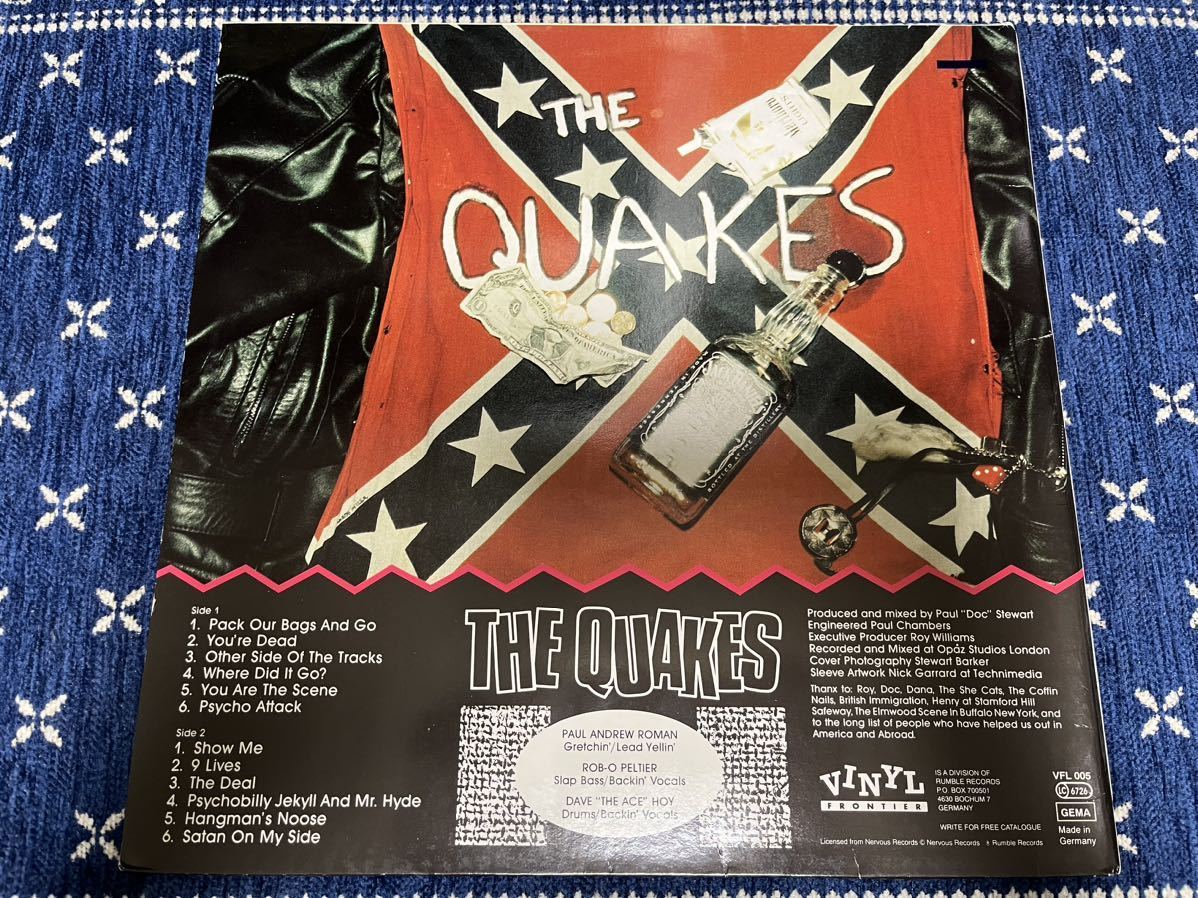 THE
QUAKES
Marlboro
LIGHTS
OF AMERICA
BOTTLED AT THE DISTILLERY
Side 1
1. Pack Our Bags And Go
2. You're Dead
3. Other Side Of The Tracks
4. Where Did It Go?
5. You Are The Scene
6. Psycho Attack
Side 2
1. Show Me
2. 9 Lives
3. The Deal
4. Psychobilly Jekyll And Mr. Hyde
5. Hangman's Noose
6. Satan On My Side
THE QUAKES
PAUL ANDREW ROMAN
Gretchin'/Lead Yellin'
ROB-O PELTIER
Slap Bass/Backin' Vocals
DAVE "THE ACE" HOY
Drums/Backin' Vocals
Produced and mixed by Paul "Doc" Stewart
Engineered Paul Chambers
Executive Producer Roy Williams
Recorded and Mixed at Opaz Studios London
Cover Photography Stewart Barker
Sleeve Artwork Nick Garrard at Technimedia
Thanx to: Roy, Doc, Dana, The She Cats, The Coffin
Nails, British Immigration, Henry at Stamford Hill
Safeway, The Elmwood Scene In Buffalo New York, and
to the long list of people who have helped us out in
America and Abroad.
VINYL
FRONTIER
IS A DIVISION OF
RUMBLE RECORDS
P.O. BOX 700501
4630 BOCHUM 7
GERMANY
WRITE FOR FREE CATALOGUE
VFL 005
LC 6726
GEMA
Made in
Germany
Licensed from Nervous Records © Nervous Records ℗ Rumble Records